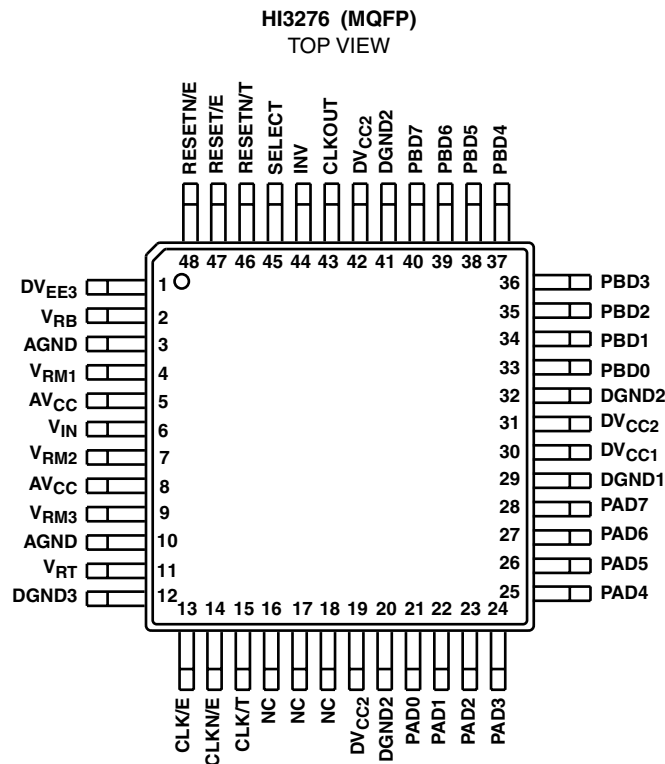 HI3276 (MQFP)
TOP VIEW
RESETN/E
RESET/E
RESETN/T
SELECT
INV
CLKOUT
DVCC2
DGND2
PBD7
PBD6
PBD5
PBD4
48 47 46 45 44 43 42 41 40 39 38 37
DVEE3 1
VRB 2
AGND 3
VRM1 4
AVCC 5
VIN 6
VRM2 7
AVCC 8
VRM3 9
AGND 10
VRT 11
DGND3 12
36 PBD3
35 PBD2
34 PBD1
33 PBD0
32 DGND2
31 DVCC2
30 DVCC1
29 DGND1
28 PAD7
27 PAD6
26 PAD5
25 PAD4
13 14 15 16 17 18 19 20 21 22 23 24
CLK/E
CLKN/E
CLK/T
NC
NC
NC
DVCC2
DGND2
PAD0
PAD1
PAD2
PAD3